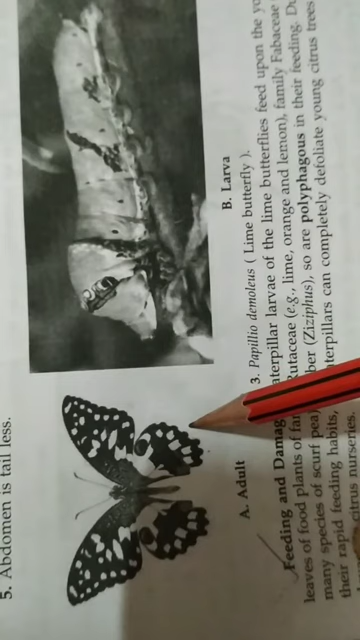 5. Abdomen is tail less.
A. Adult
B. Larva
3. Papillio demoleus ( Lime butterfly ).
Feeding and Damag aterpillar larvae of the lime butterflies feed upon the yo
leaves of food plants of fam Rutaceae (e.g., lime, orange and lemon), family Fabaceae
many species of scurf pea) ber (Ziziphus), so are polyphagous in their feeding. Du
their rapid feeding habits, terpillars can completely defoliate young citrus trees
citrus nurseries.